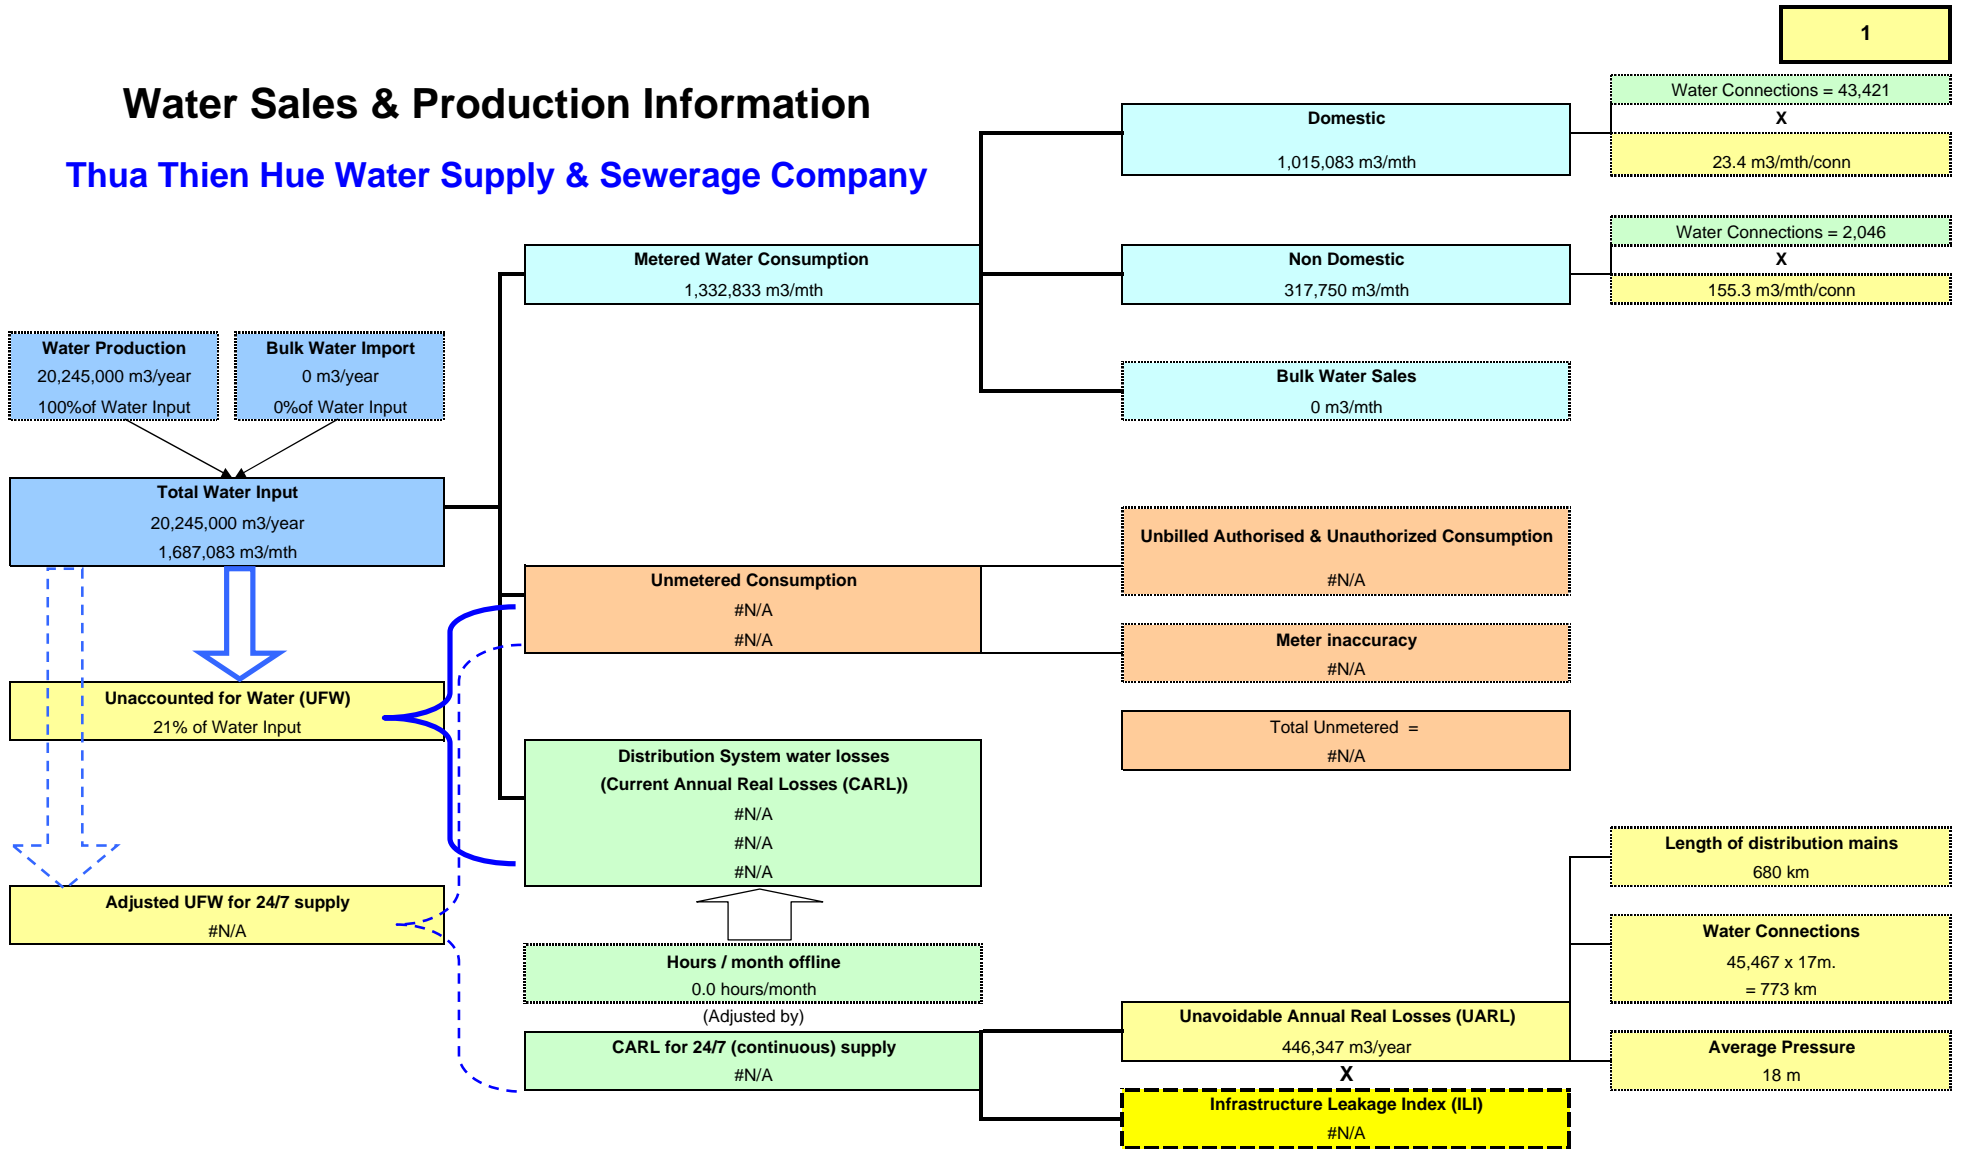 1
Water Sales & Production Information
Thua Thien Hue Water Supply & Sewerage Company
Water Production
20,245,000 m3/year
100%of Water Input
Bulk Water Import
0 m3/year
0%of Water Input
Total Water Input
20,245,000 m3/year
1,687,083 m3/mth
Unaccounted for Water (UFW)
21% of Water Input
Adjusted UFW for 24/7 supply
#N/A
Metered Water Consumption
1,332,833 m3/mth
Unmetered Consumption
#N/A
#N/A
Distribution System water losses
(Current Annual Real Losses (CARL))
#N/A
#N/A
#N/A
Hours / month offline
0.0 hours/month
(Adjusted by)
CARL for 24/7 (continuous) supply
#N/A
Domestic
1,015,083 m3/mth
Water Connections = 43,421
X
23.4 m3/mth/conn
Non Domestic
317,750 m3/mth
Water Connections = 2,046
X
155.3 m3/mth/conn
Bulk Water Sales
0 m3/mth
Unbilled Authorised & Unauthorized Consumption
#N/A
Meter inaccuracy
#N/A
Total Unmetered =
#N/A
Unavoidable Annual Real Losses (UARL)
446,347 m3/year
X
Infrastructure Leakage Index (ILI)
#N/A
Length of distribution mains
680 km
Water Connections
45,467 x 17m.
= 773 km
Average Pressure
18 m